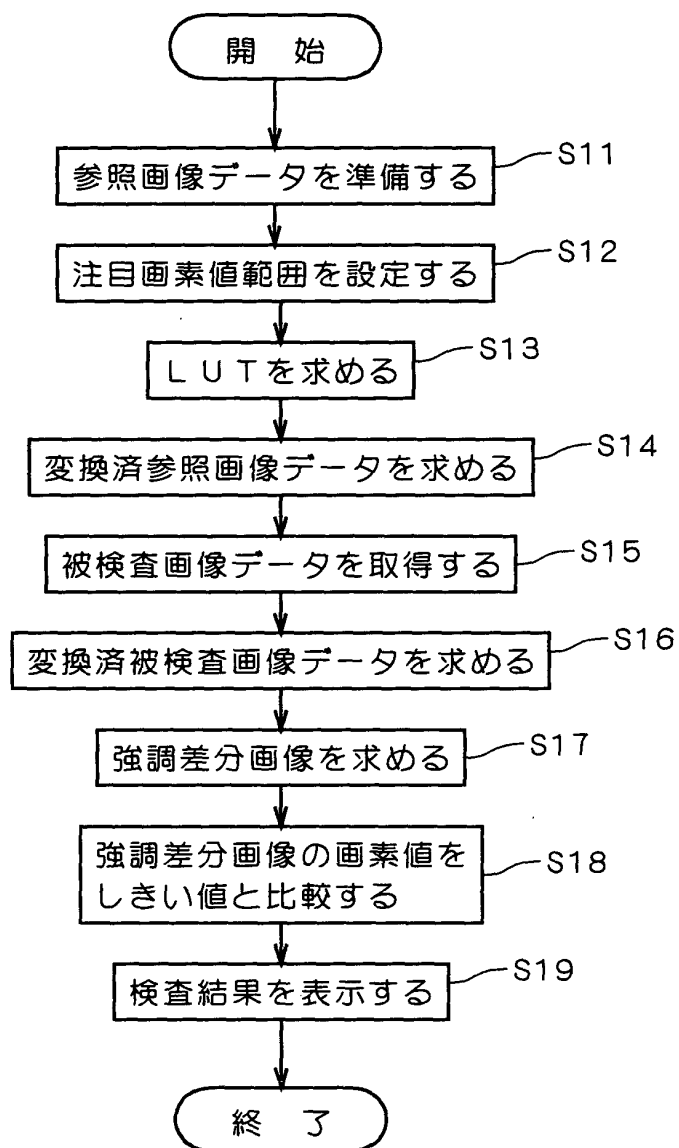 開 始
参照画像データを準備する
S11
注目画素値範囲を設定する
S12
LUTを求める
S13
変換済参照画像データを求める
S14
被検査画像データを取得する
S15
変換済被検査画像データを求める
S16
強調差分画像を求める
S17
強調差分画像の画素値を
しきい値と比較する
S18
検査結果を表示する
S19
終 了